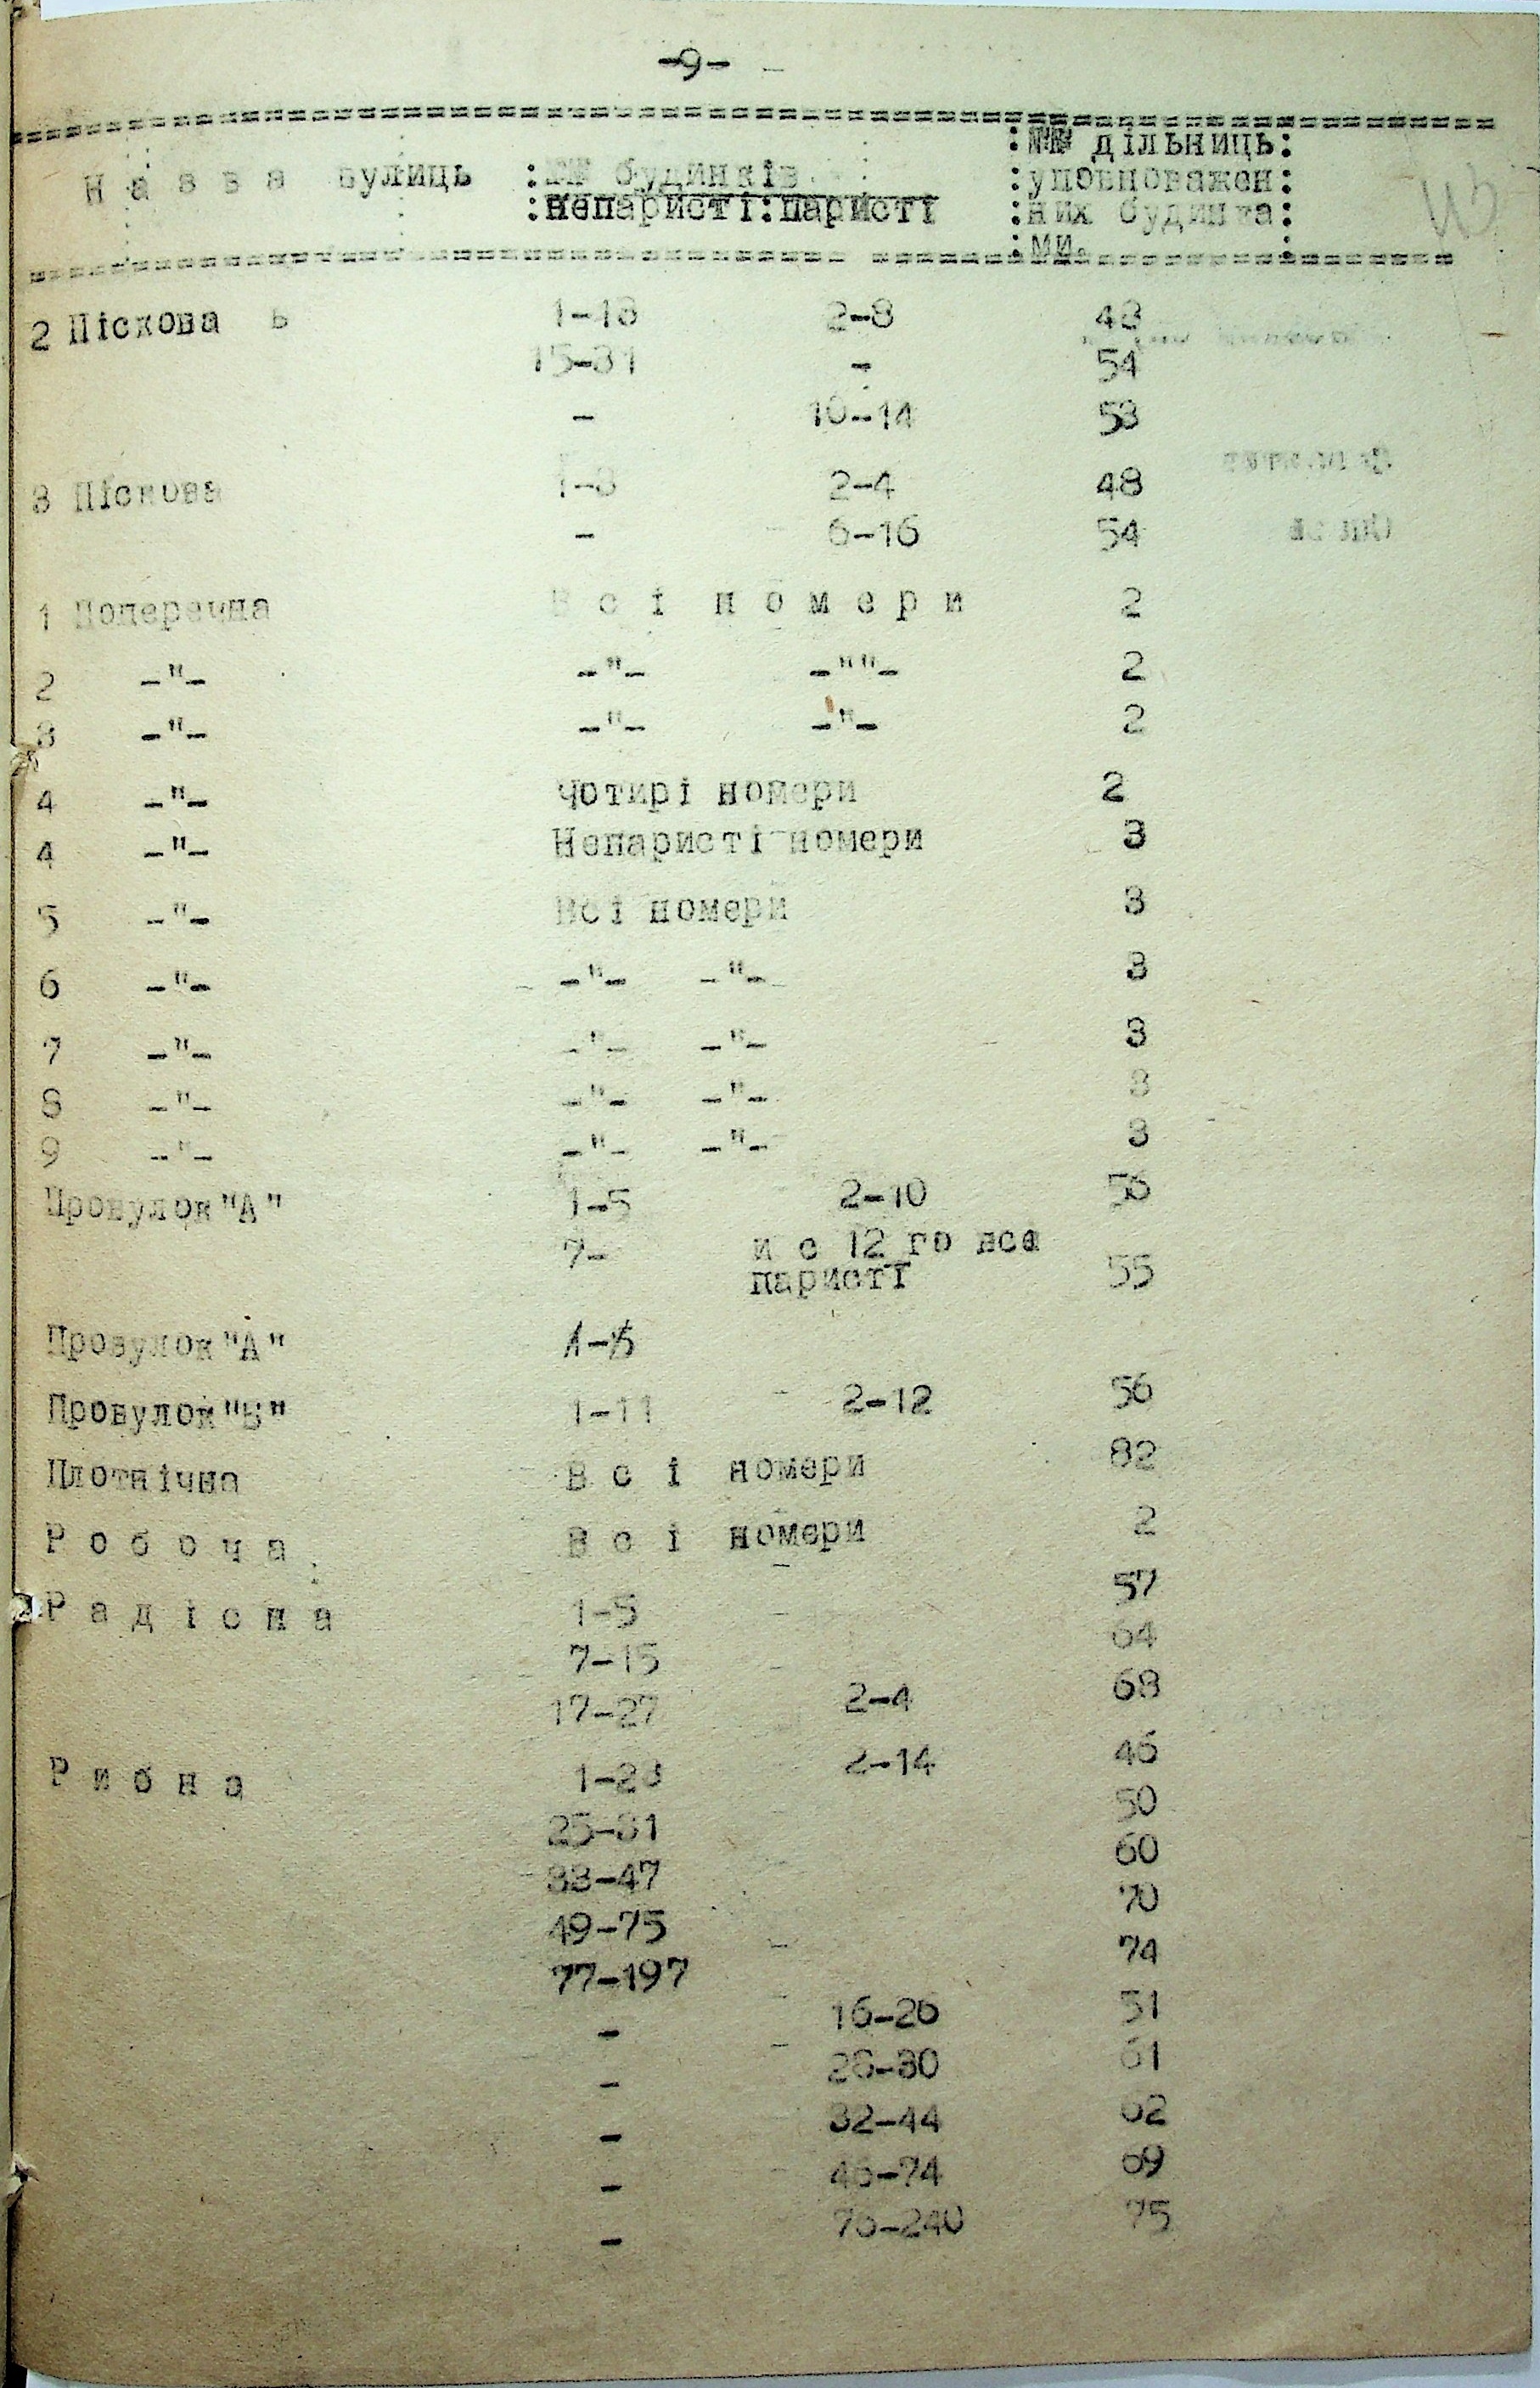 -9-
:№№ дільниць:
Назва вулиць :№№ будинків :уповноважен:
:непаристі:паристі :них будинка:
:ми. :
2 Піскова 1-13 2-8 48
15-31 - 54
- 10-14 53
3 Піскова 2-4 48
- 6-16 54
1 Поперечна Всі номери 2
2 -"- -"- -""- 2
3 -"- -"- -"- 2
4 -"- Чотирі номери 2
4 -"- Непаристі номери 3
5 -"- Всі номери 3
6 -"- -"- -"- 3
7 -"- -"- -"- 3
8 -"- -"- -"- 3
9 -"- -"- -"- 3
Провулок"А" 1-5 2-10 56
7- и с 12 го все
паристі 55
Провулок"А" 1-5
Провулок"Б" 1-11 2-12 56
Плотнічна Всі номери 82
Робоча Всі номери 2
Радісна 1-5 57
7-15 64
17-27 2-4 68
Рибна 1-23 2-14 46
25-31 50
33-47 60
49-75 70
77-197 74
- 16-26 51
- 28-30 61
- 32-44 62
- 46-74 69
- 76-240 75